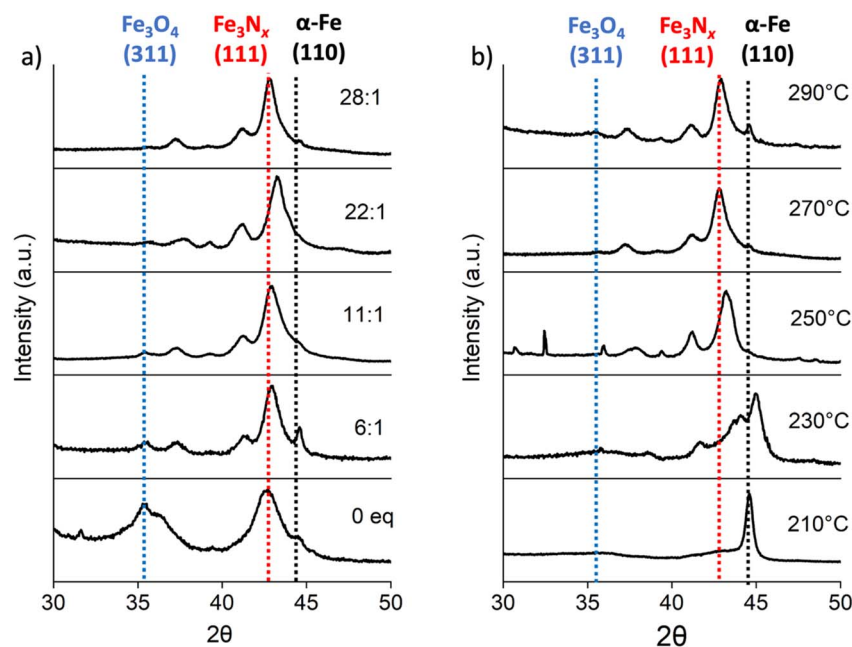 Fe₃O₄ Fe₃Nₓ α-Fe
a) (311) (111) (110)
28:1
22:1
11:1
6:1
0 eq
Intensity (a.u.)
30 35 40 45 50
2θ
Fe₃O₄ Fe₃Nₓ α-Fe
b) (311) (111) (110)
290°C
270°C
250°C
230°C
210°C
Intensity (a.u.)
30 35 40 45 50
2θ